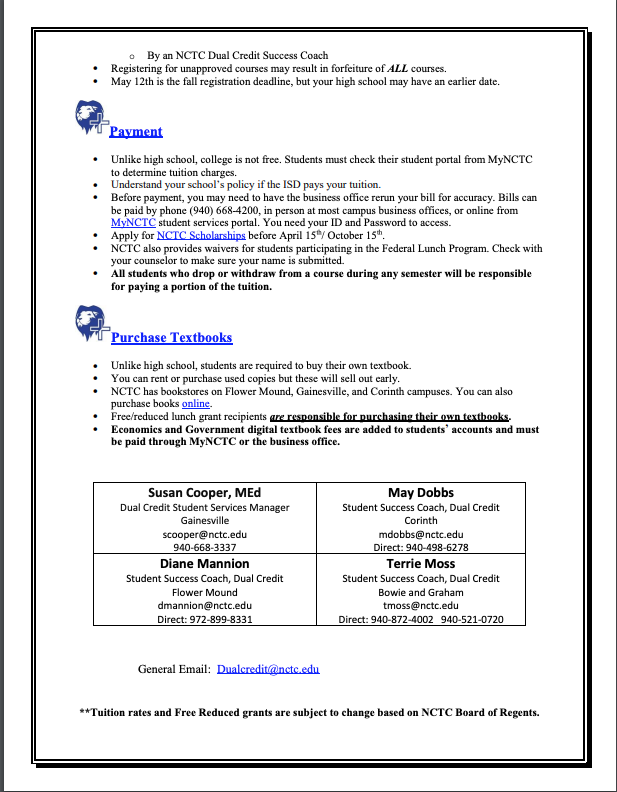 o By an NCTC Dual Credit Success Coach
• Registering for unapproved courses may result in forfeiture of ALL courses.
• May 12th is the fall registration deadline, but your high school may have an earlier date.
Payment
• Unlike high school, college is not free. Students must check their student portal from MyNCTC
to determine tuition charges.
• Understand your school's policy if the ISD pays your tuition.
• Before payment, you may need to have the business office rerun your bill for accuracy. Bills can
be paid by phone (940) 668-4200, in person at most campus business offices, or online from
MyNCTC student services portal. You need your ID and Password to access.
• Apply for NCTC Scholarships before April 15th/ October 15th.
• NCTC also provides waivers for students participating in the Federal Lunch Program. Check with
your counselor to make sure your name is submitted.
• All students who drop or withdraw from a course during any semester will be responsible
for paying a portion of the tuition.
Purchase Textbooks
• Unlike high school, students are required to buy their own textbook.
• You can rent or purchase used copies but these will sell out early.
• NCTC has bookstores on Flower Mound, Gainesville, and Corinth campuses. You can also
purchase books online.
• Free/reduced lunch grant recipients are responsible for purchasing their own textbooks.
• Economics and Government digital textbook fees are added to students' accounts and must
be paid through MyNCTC or the business office.
Susan Cooper, MEd
Dual Credit Student Services Manager
Gainesville
scooper@nctc.edu
940-668-3337
May Dobbs
Student Success Coach, Dual Credit
Corinth
mdobbs@nctc.edu
Direct: 940-498-6278
Diane Mannion
Student Success Coach, Dual Credit
Flower Mound
dmannion@nctc.edu
Direct: 972-899-8331
Terrie Moss
Student Success Coach, Dual Credit
Bowie and Graham
tmoss@nctc.edu
Direct: 940-872-4002 940-521-0720
General Email: Dualcredit@nctc.edu
**Tuition rates and Free Reduced grants are subject to change based on NCTC Board of Regents.